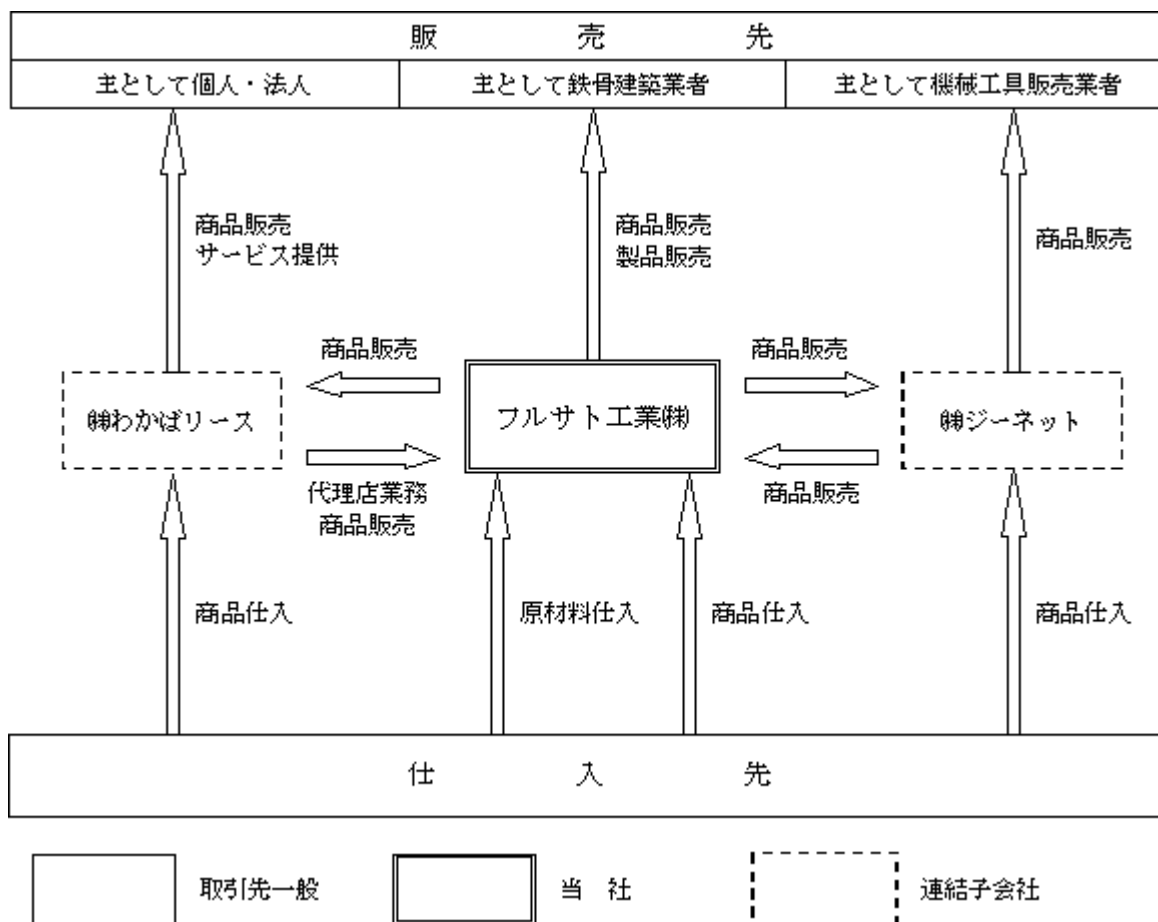 販売先
主として個人・法人
主として鉄骨建築業者
主として機械工具販売業者
商品販売
サービス提供
商品販売
製品販売
商品販売
商品販売
商品販売
㈱わかばリース
フルサト工業㈱
㈱ジーネット
代理店業務
商品販売
商品販売
商品仕入
原材料仕入
商品仕入
商品仕入
仕入先
取引先一般
当社
連結子会社